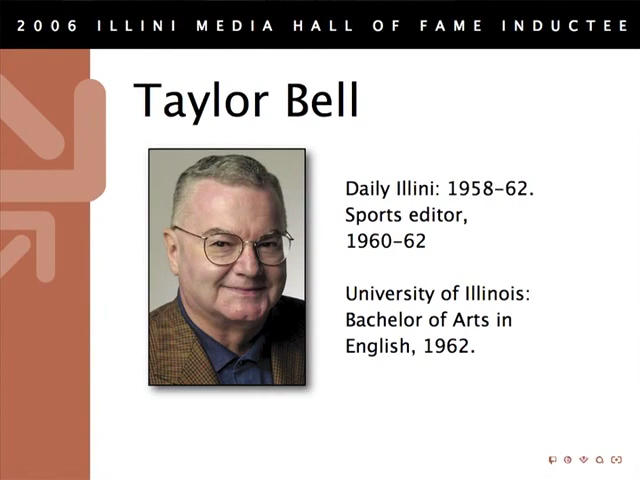 2006 ILLINI MEDIA HALL OF FAME INDUCTEE
Taylor Bell
Daily Illini: 1958–62.
Sports editor,
1960–62
University of Illinois:
Bachelor of Arts in
English, 1962.